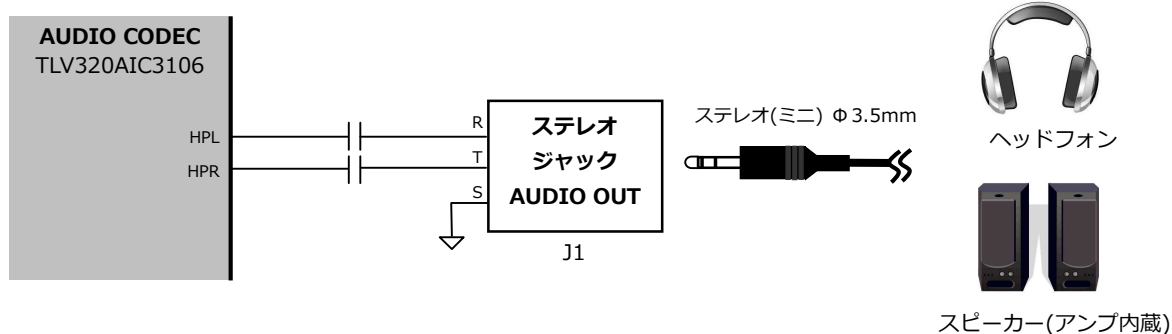 AUDIO CODEC
TLV320AIC3106
HPL
HPR
R
T
S
ステレオ
ジャック
AUDIO OUT
J1
ステレオ(ミニ) Φ3.5mm
ヘッドフォン
スピーカー(アンプ内蔵)